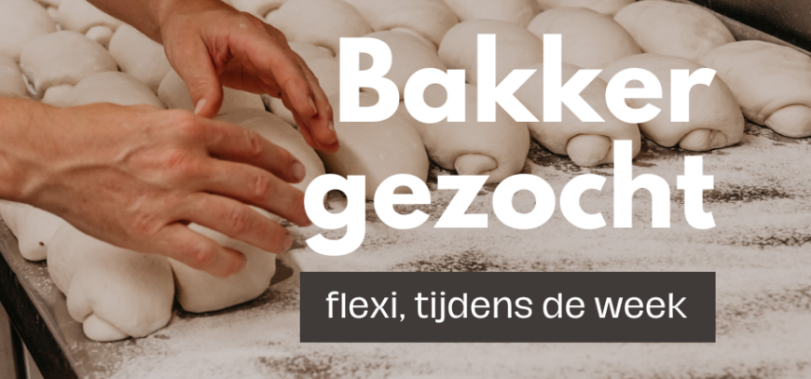 Bakker
gezocht
flexi, tijdens de week